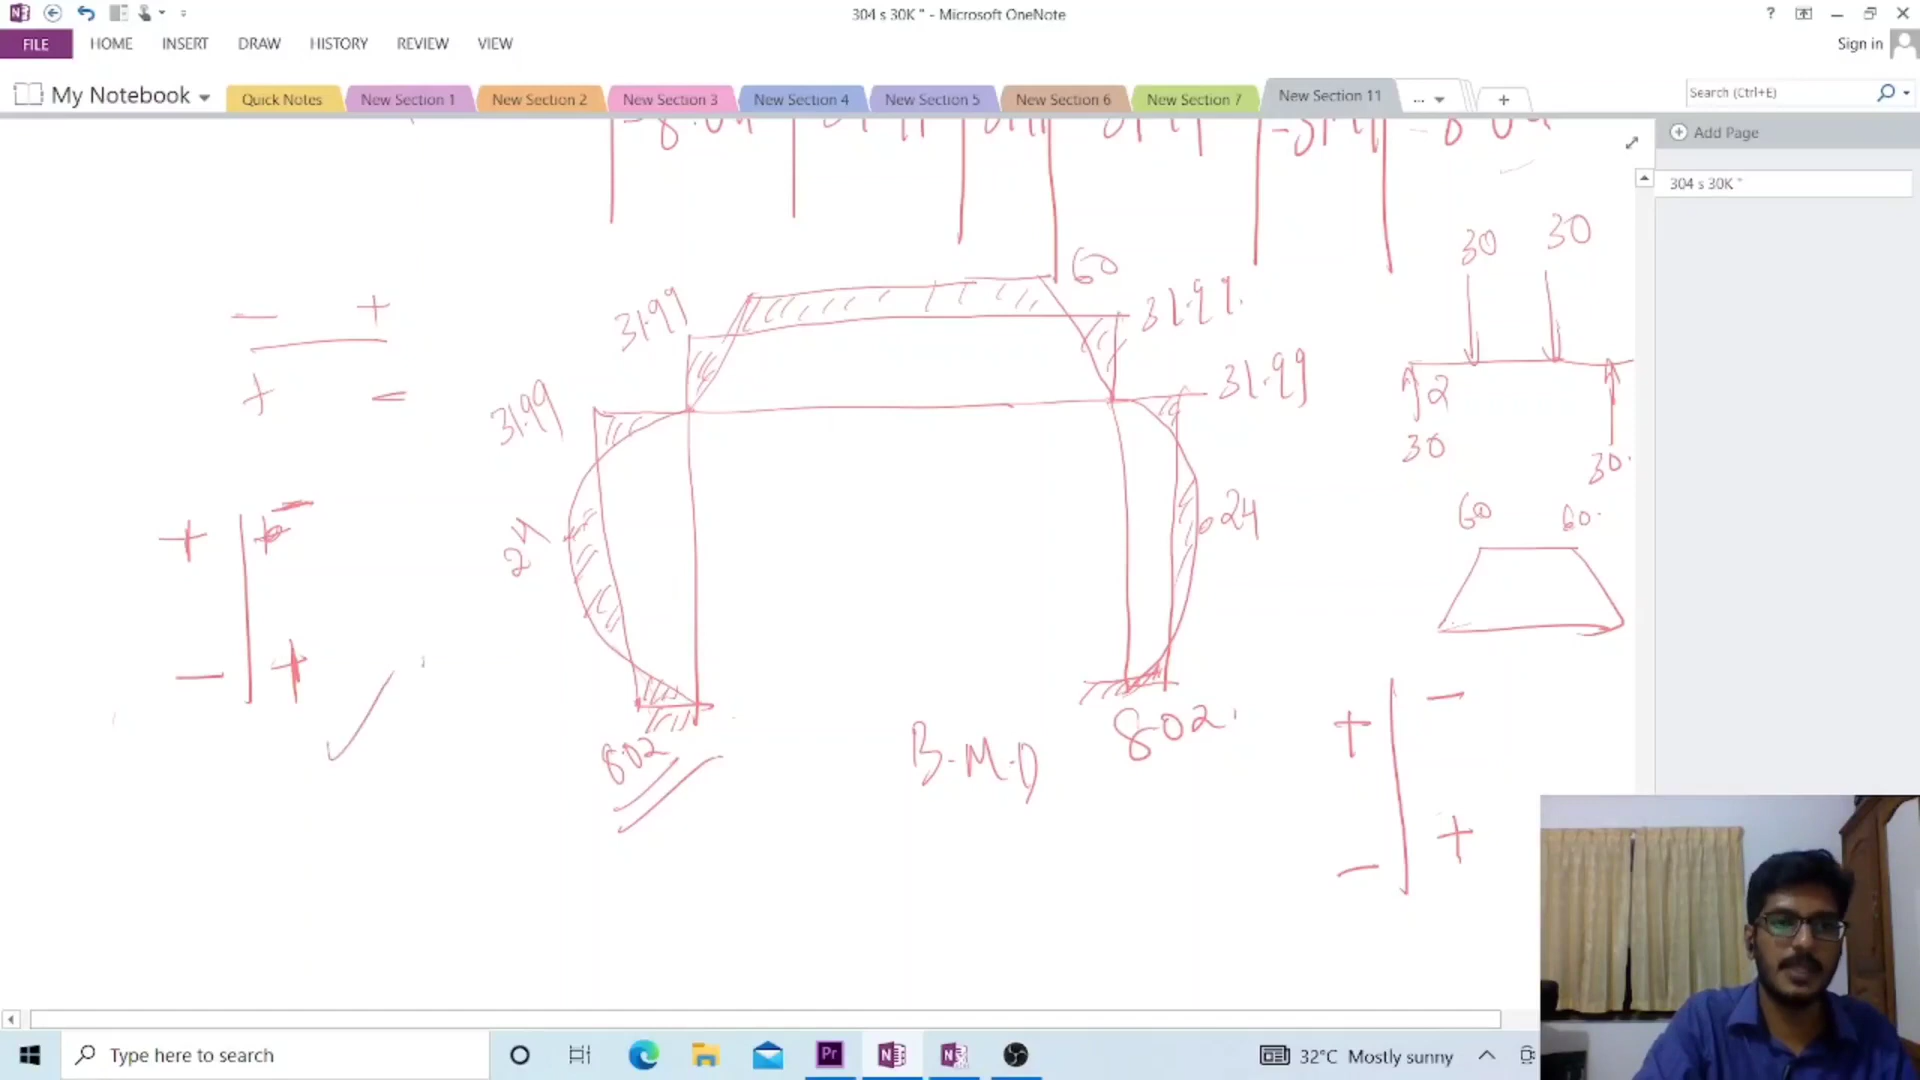 304 s 30K " - Microsoft OneNote
?
FILE HOME INSERT DRAW HISTORY REVIEW VIEW
Sign in
My Notebook
Quick Notes
New Section 1
New Section 2
New Section 3
New Section 4
New Section 5
New Section 6
New Section 7
New Section 11
...
+
Search (Ctrl+E)
Add Page
304 s 30K "
30 30
60
31.99
31.99
31.99
31.99
- +
+ -
2
30
30
+ -
- +
24
24
60 60
8.02
8.02
B.M.D
+ -
- +
Type here to search
Pr
32°C Mostly sunny